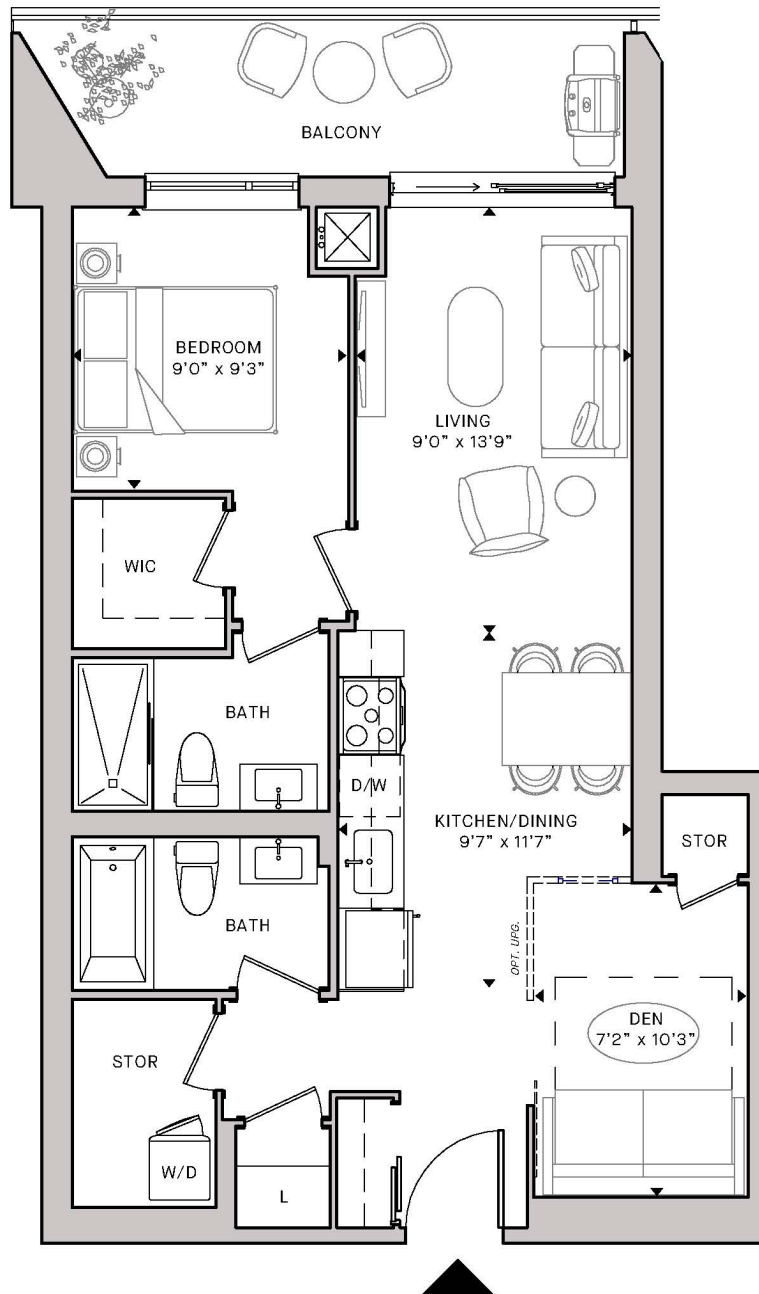 BALCONY
BEDROOM
9'0" x 9'3"
LIVING
9'0" x 13'9"
WIC
BATH
D/W
KITCHEN/DINING
9'7" x 11'7"
STOR
BATH
OPT. UPG.
DEN
7'2" x 10'3"
STOR
W/D
L